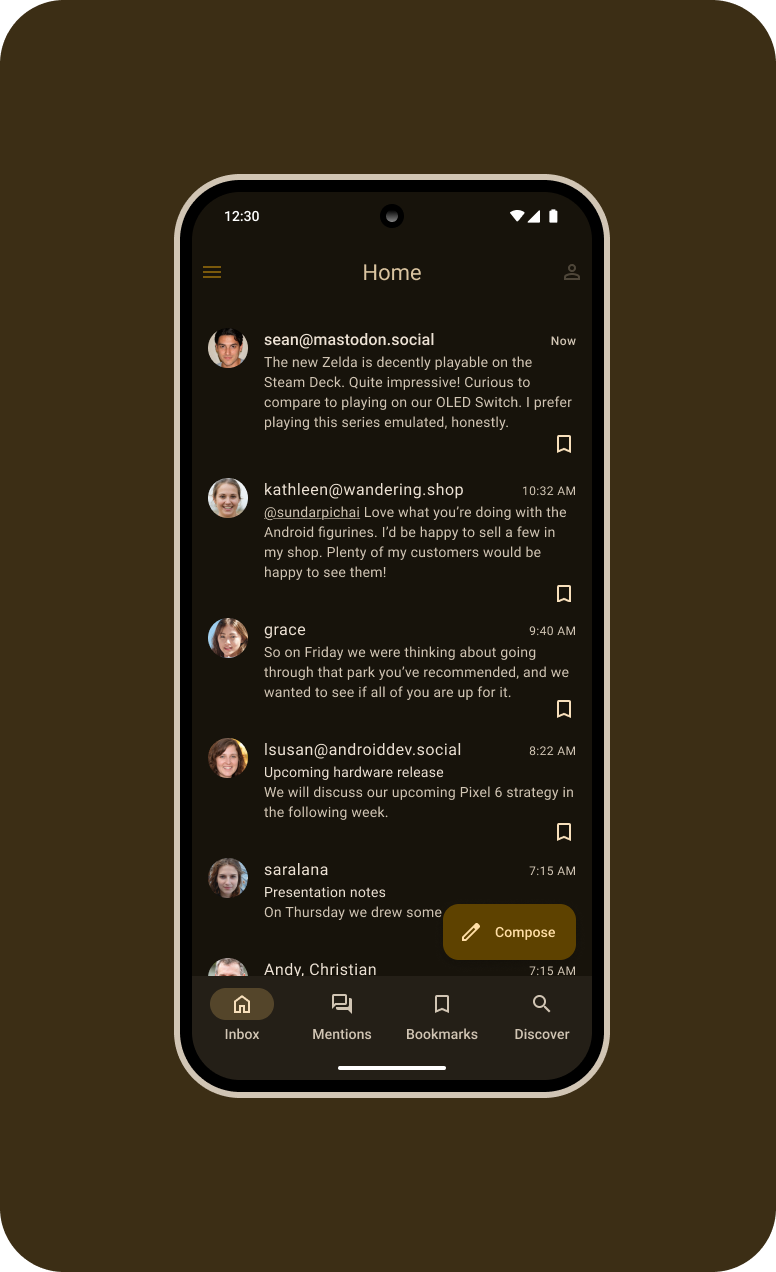 12:30
Home
sean@mastodon.social
Now
The new Zelda is decently playable on the
Steam Deck. Quite impressive! Curious to
compare to playing on our OLED Switch. I prefer
playing this series emulated, honestly.
kathleen@wandering.shop
10:32 AM
@sundarpichai Love what you’re doing with the
Android figurines. I’d be happy to sell a few in
my shop. Plenty of my customers would be
happy to see them!
grace
9:40 AM
So on Friday we were thinking about going
through that park you’ve recommended, and we
wanted to see if all of you are up for it.
lsusan@androiddev.social
8:22 AM
Upcoming hardware release
We will discuss our upcoming Pixel 6 strategy in
the following week.
saralana
7:15 AM
Presentation notes
On Thursday we drew some
Compose
Andy, Christian
7:15 AM
Inbox
Mentions
Bookmarks
Discover